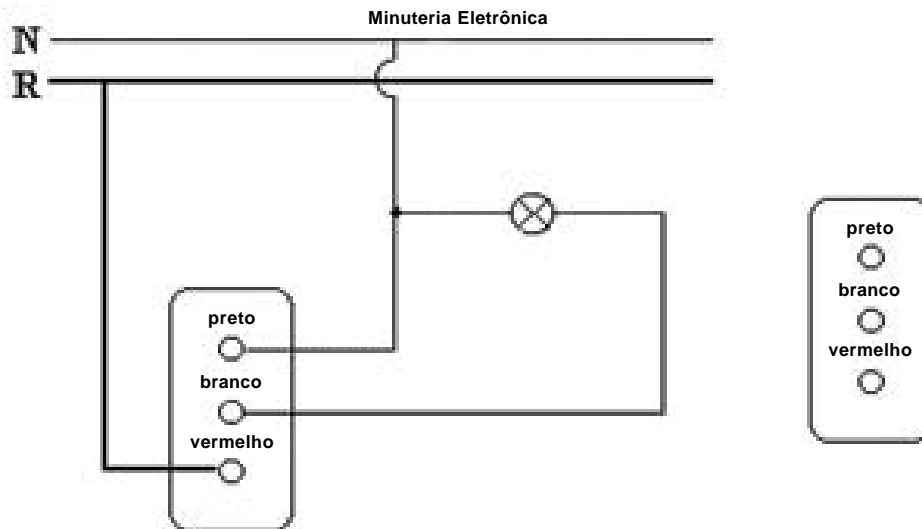 Minuteria Eletrônica
N
R
preto
branco
vermelho
preto
branco
vermelho